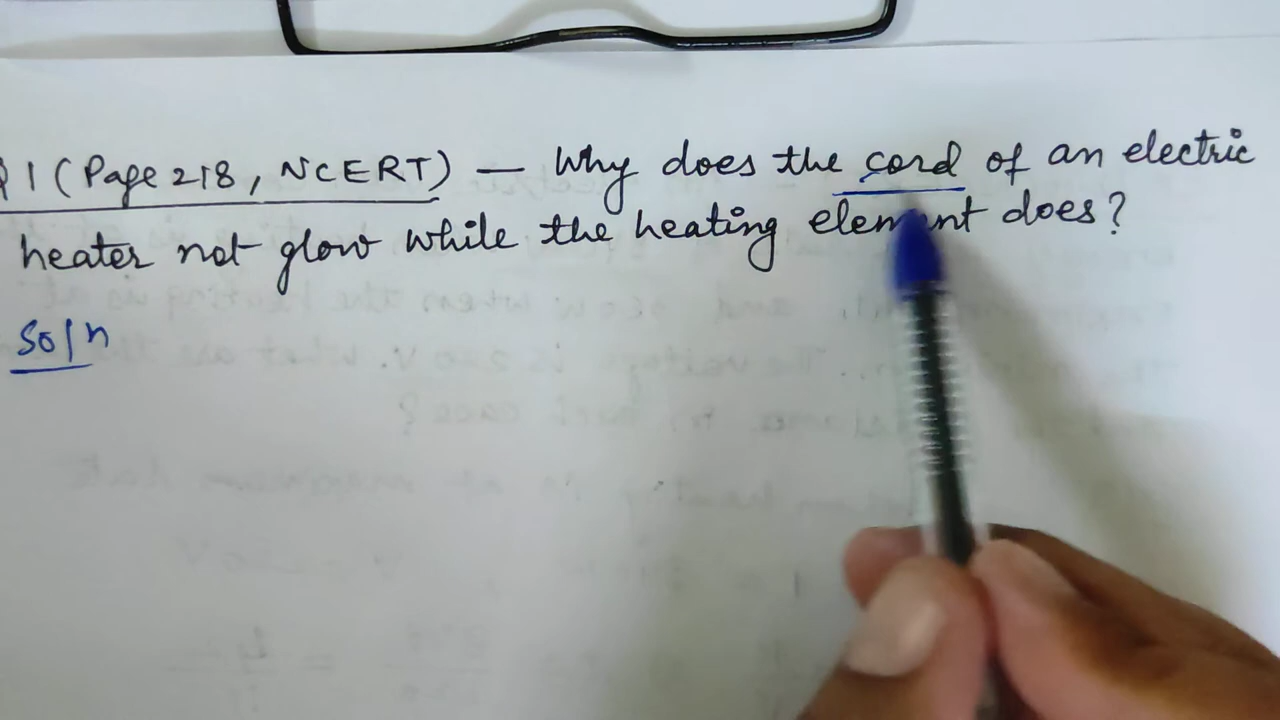 Q1 (Page 218, NCERT) — Why does the cord of an electric
heater not glow while the heating element does?
Soln